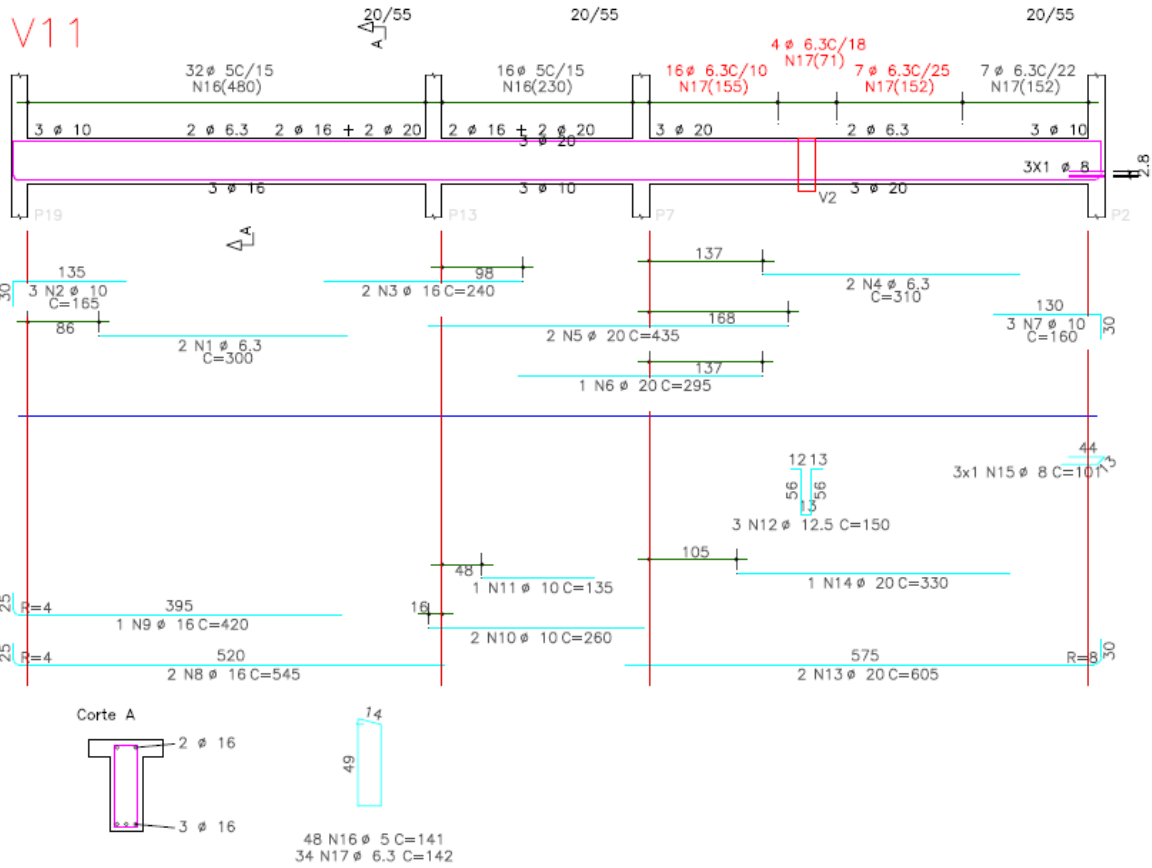 V11
20/55
20/55
20/55
A
32ø 5C/15
N16(480)
16ø 5C/15
N16(230)
16ø 6.3C/10
N17(155)
4 ø 6.3C/18
N17(71)
7 ø 6.3C/25
N17(152)
7 ø 6.3C/22
N17(152)
3 ø 10
2 ø 6.3
2 ø 16 + 2 ø 20
2 ø 16 + 2 ø 20
3 ø 20
3 ø 20
2 ø 6.3
3 ø 10
3X1 ø 8
2.8
3 ø 16
3 ø 10
3 ø 20
V2
P19
P13
P7
P2
A
135
30
3 N2 ø 10
C=165
98
2 N3 ø 16 C=240
137
2 N4 ø 6.3
C=310
86
2 N1 ø 6.3
C=300
168
2 N5 ø 20 C=435
130
3 N7 ø 10
C=160
30
137
1 N6 ø 20 C=295
44
13
3x1 N15 ø 8 C=101
12 13
56
56
13
3 N12 ø 12.5 C=150
48
1 N11 ø 10 C=135
105
1 N14 ø 20 C=330
25
R=4
395
1 N9 ø 16 C=420
16
2 N10 ø 10 C=260
25
R=4
520
2 N8 ø 16 C=545
575
R=8
30
2 N13 ø 20 C=605
Corte A
2 ø 16
3 ø 16
14
49
48 N16 ø 5 C=141
34 N17 ø 6.3 C=142